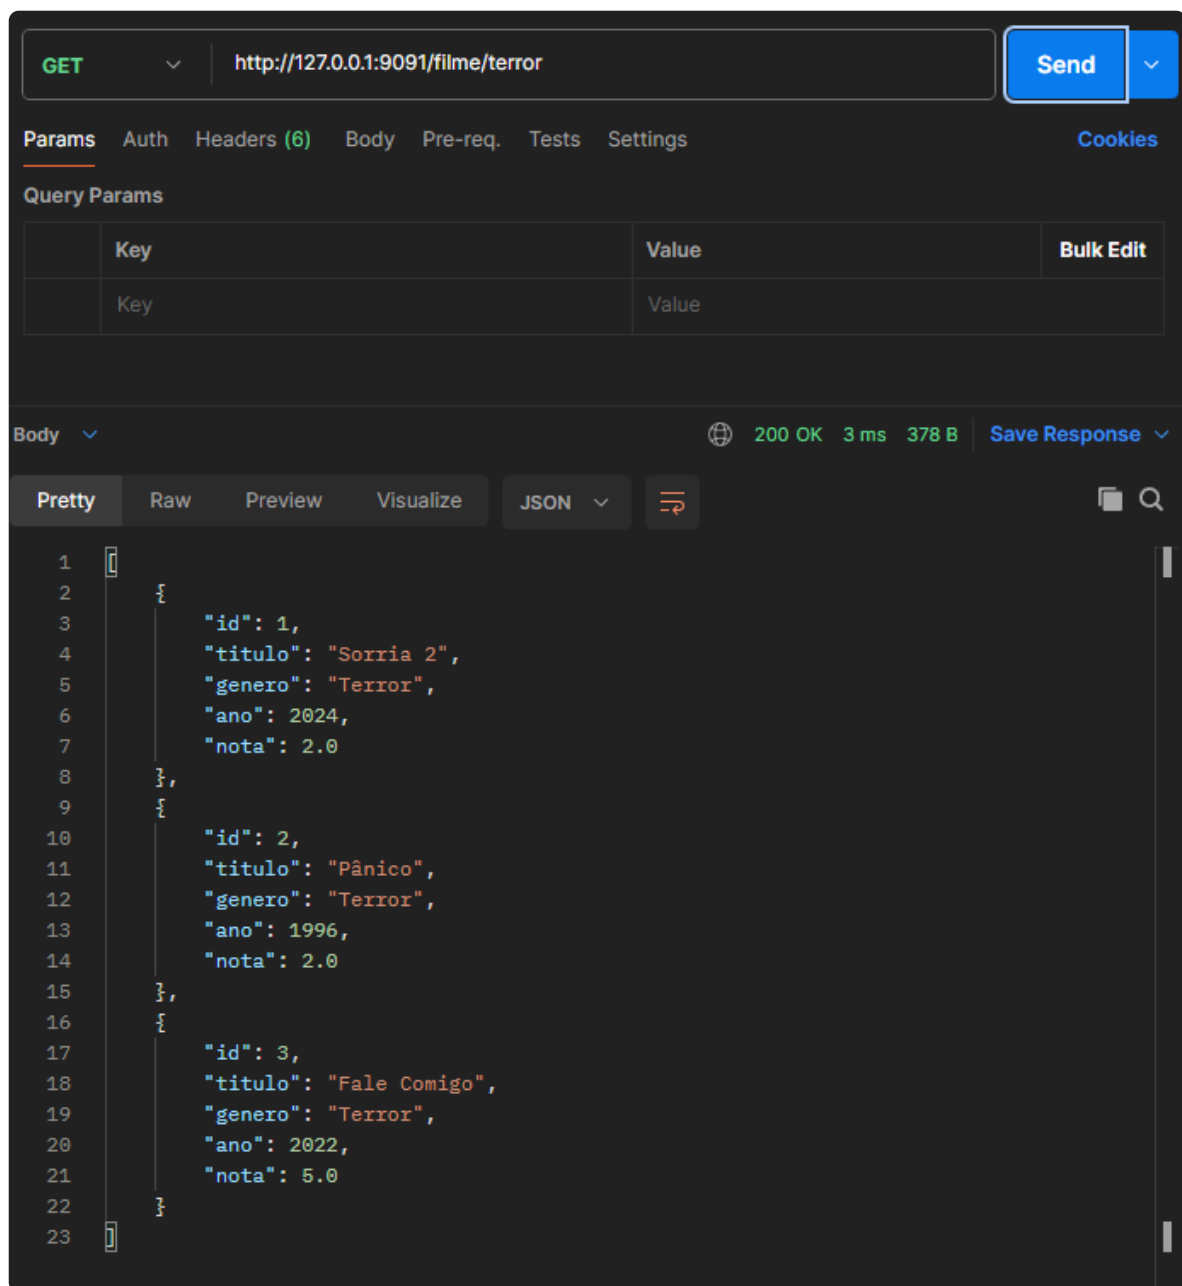 GET http://127.0.0.1:9091/filme/terror Send
Params Auth Headers (6) Body Pre-req. Tests Settings Cookies
Query Params
Key Value Bulk Edit
Key Value
Body 200 OK 3 ms 378 B Save Response
Pretty Raw Preview Visualize JSON
1 [
2 {
3 "id": 1,
4 "titulo": "Sorria 2",
5 "genero": "Terror",
6 "ano": 2024,
7 "nota": 2.0
8 },
9 {
10 "id": 2,
11 "titulo": "Pânico",
12 "genero": "Terror",
13 "ano": 1996,
14 "nota": 2.0
15 },
16 {
17 "id": 3,
18 "titulo": "Fale Comigo",
19 "genero": "Terror",
20 "ano": 2022,
21 "nota": 5.0
22 }
23 ]